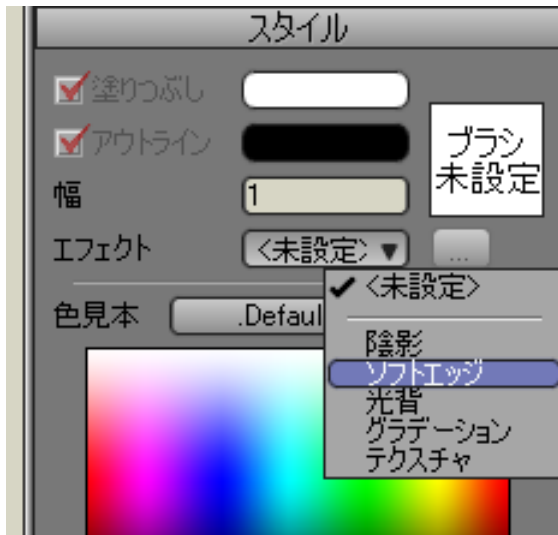 スタイル
塗りつぶし
アウトライン
ブラシ
未設定
幅
1
エフェクト
<未設定>
...
<未設定>
色見本
.Defaul
陰影
ソフトエッジ
光背
グラデーション
テクスチャ